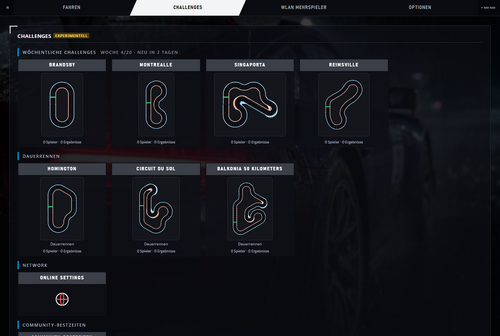 FAHREN
CHALLENGES
WLAN MEHRSPIELER
OPTIONEN
CHALLENGES EXPERIMENTELL
WÖCHENTLICHE CHALLENGES WOCHE 4/29 - NEU IN 2 TAGEN
BRANDSBY
MONTREALLE
SINGAPORTA
REIMSVILLE
0 Spieler · 0 Ergebnisse
0 Spieler · 0 Ergebnisse
0 Spieler · 0 Ergebnisse
0 Spieler · 0 Ergebnisse
DAUERRENNEN
HONINGTON
CIRCUIT DU SOL
BALKONIA 50 KILOMETERS
Dauerrennen
Dauerrennen
Dauerrennen
0 Spieler · 0 Ergebnisse
0 Spieler · 0 Ergebnisse
0 Spieler · 0 Ergebnisse
NETWORK
ONLINE SETTINGS
COMMUNITY-BESTZEITEN